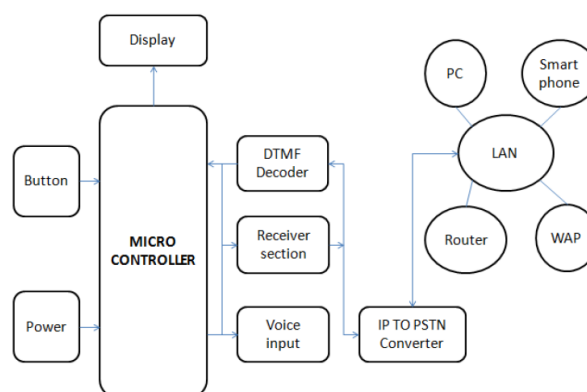 Display
PC
Smart
phone
LAN
DTMF
Decoder
Button
MICRO
CONTROLLER
Receiver
section
Router
WAP
Power
Voice
input
IP TO PSTN
Converter